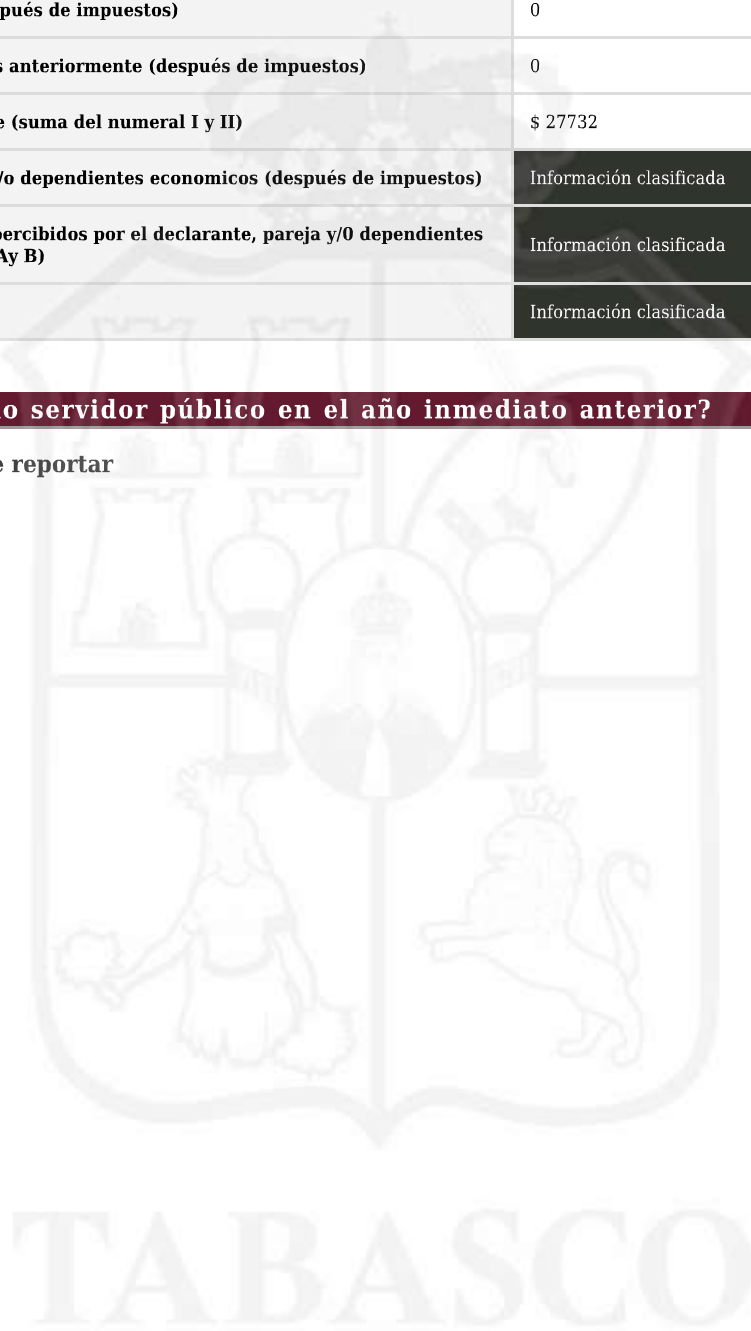 pués de impuestos) 0
s anteriormente (después de impuestos) 0
e (suma del numeral I y II) $ 27732
/o dependientes economicos (después de impuestos) Información clasificada
percibidos por el declarante, pareja y/0 dependientes Información clasificada
Ay B)
Información clasificada
o servidor público en el año inmediato anterior?
e reportar
TABASCO